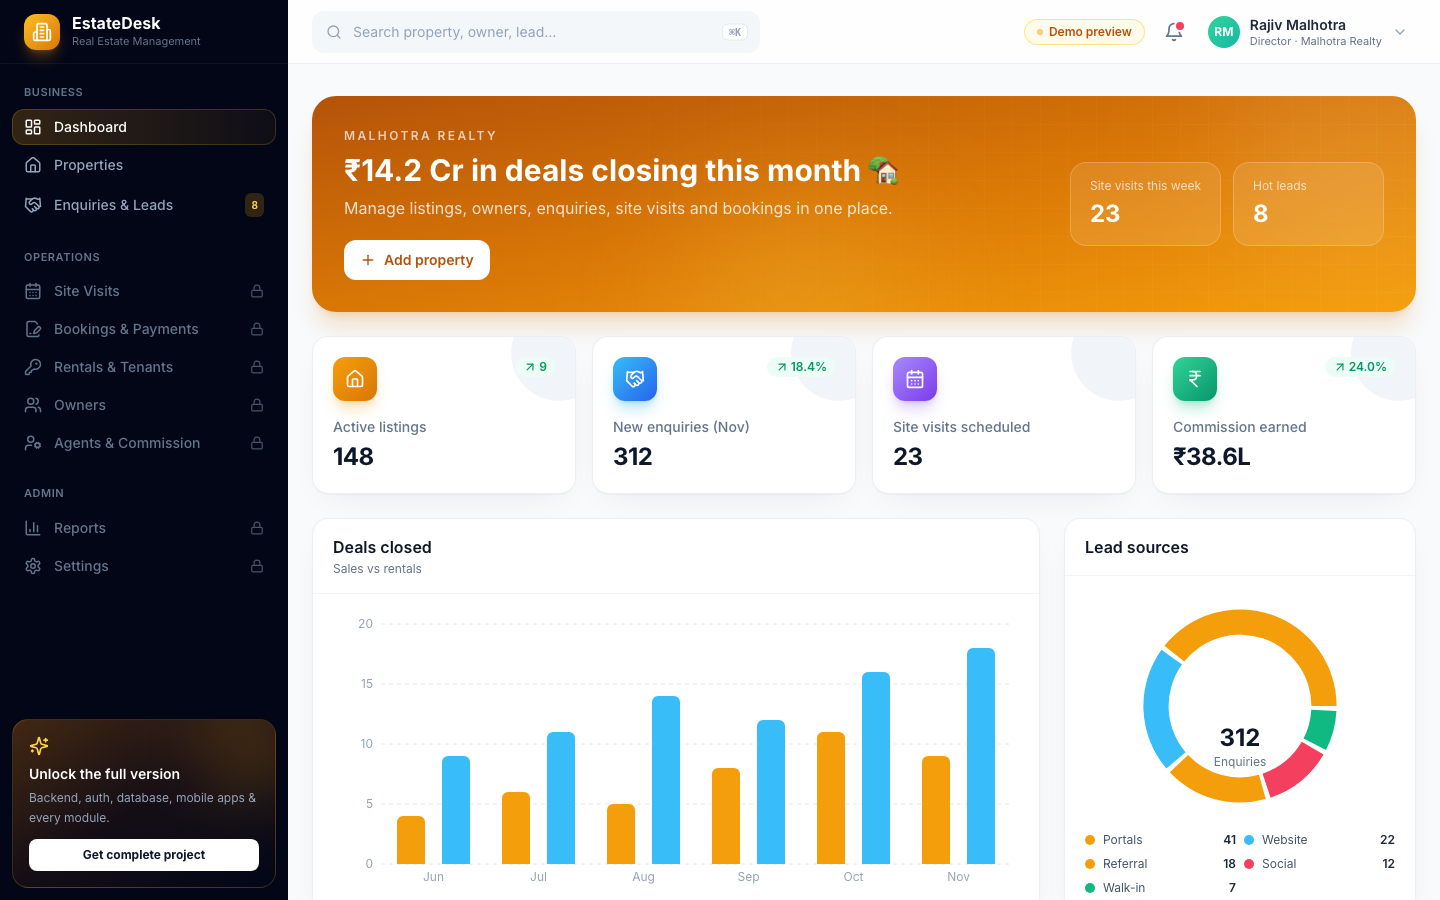 EstateDesk
Real Estate Management
BUSINESS
Dashboard
Properties
Enquiries & Leads 8
OPERATIONS
Site Visits
Bookings & Payments
Rentals & Tenants
Owners
Agents & Commission
ADMIN
Reports
Settings
Unlock the full version
Backend, auth, database, mobile apps &
every module.
Get complete project
Search property, owner, lead...
⌘K
Demo preview
RM
Rajiv Malhotra
Director · Malhotra Realty
MALHOTRA REALTY
₹14.2 Cr in deals closing this month 🏡
Manage listings, owners, enquiries, site visits and bookings in one place.
Add property
Site visits this week
23
Hot leads
8
9
Active listings
148
18.4%
New enquiries (Nov)
312
Site visits scheduled
23
24.0%
Commission earned
₹38.6L
Deals closed
Sales vs rentals
20
15
10
5
0
Jun Jul Aug Sep Oct Nov
Lead sources
312
Enquiries
Portals 41 Website 22
Referral 18 Social 12
Walk-in 7